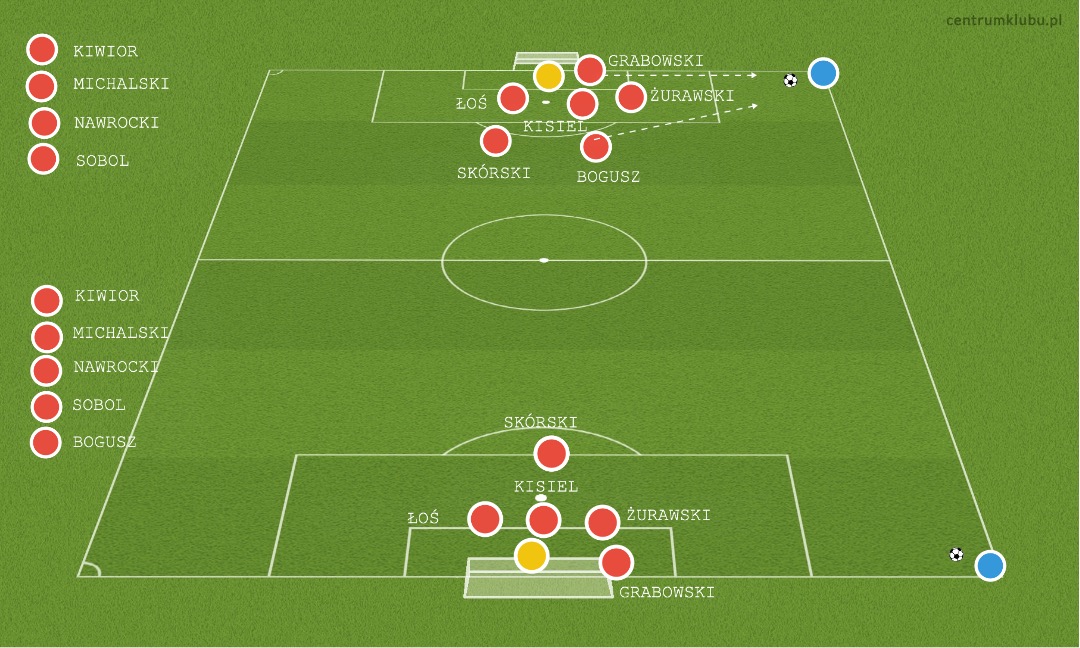 centrumklubu.pl
KIWIOR
MICHALSKI
NAWROCKI
SOBOL
GRABOWSKI
ŁOŚ
ŻURAWSKI
KISIEL
SKÓRSKI
BOGUSZ
KIWIOR
MICHALSKI
NAWROCKI
SOBOL
BOGUSZ
SKÓRSKI
KISIEL
ŁOŚ
ŻURAWSKI
GRABOWSKI